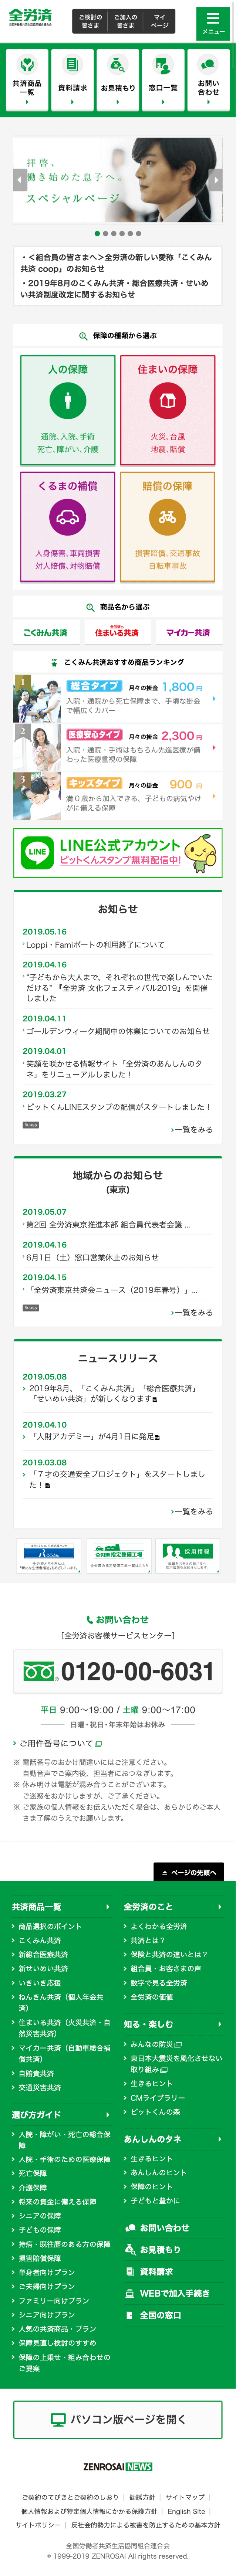 全労済
ご検討の
皆さま
ご加入の
皆さま
マイ
ページ
メニュー
共済商品
一覧
資料請求
お見積もり
窓口一覧
お問い
合わせ
拝啓、
働き始めた息子へ。
スペシャルページ
・<組合員の皆さまへ>全労済の新しい愛称「こくみん
共済 coop」のお知らせ
・2019年8月のこくみん共済・総合医療共済・せいめ
い共済制度改定に関するお知らせ
保障の種類から選ぶ
人の保障
通院、入院、手術
死亡、障がい、介護
住まいの保障
火災、台風
地震、賠償
くるまの補償
人身傷害、車両損害
対人賠償、対物賠償
賠償の保障
損害賠償、交通事故
自転車事故
商品名から選ぶ
こくみん共済
住まいる共済
マイカー共済
こくみん共済おすすめ商品ランキング
1
総合タイプ 月々の掛金 1,800円
入院・通院から死亡保障まで、手頃な掛金
で幅広くカバー
2
医療安心タイプ 月々の掛金 2,300円
入院・通院・手術はもちろん先進医療が備
わった医療重視の保障
3
キッズタイプ 月々の掛金 900円
満0歳から加入できる、子どもの病気やけ
がに備える保障
LINE
LINE公式アカウント
ピットくんスタンプ無料配信中!
お知らせ
2019.05.16
Loppi・Famiポートの利用終了について
2019.04.16
“子どもから大人まで、それぞれの世代で楽しんでいた
だける” 『全労済 文化フェスティバル2019』を開催
しました
2019.04.11
ゴールデンウィーク期間中の休業についてのお知らせ
2019.04.01
笑顔を咲かせる情報サイト「全労済のあんしんのタ
ネ」をリニューアルしました！
2019.03.27
ピットくんLINEスタンプの配信がスタートしました！
RSS
一覧をみる
地域からのお知らせ
(東京)
2019.05.07
第2回 全労済東京推進本部 組合員代表者会議 ...
2019.04.16
6月1日（土）窓口営業休止のお知らせ
2019.04.15
「全労済東京共済会ニュース（2019年春号）」...
RSS
一覧をみる
ニュースリリース
2019.05.08
2019年8月、「こくみん共済」「総合医療共済」
「せいめい共済」が新しくなります
2019.04.10
「人財アカデミー」が4月1日に発足
2019.03.08
「７才の交通安全プロジェクト」をスタートしまし
た！
一覧をみる
全労済指定整備工場
採用情報
お問い合わせ
[全労済お客様サービスセンター]
0120-00-6031
平日 9:00〜19:00 / 土曜 9:00〜17:00
日曜・祝日・年末年始はお休み
ご用件番号について
※ 電話番号のおかけ間違いにはご注意ください。
自動音声でご案内後、担当者におつなぎします。
※ 休み明けは電話が混み合うことがございます。
ご迷惑をおかけしますが、ご了承ください。
※ ご家族の個人情報をお伝えいただく場合は、あらかじめご本人
さま了解のうえでお願いします。
ページの先頭へ
共済商品一覧
商品選択のポイント
こくみん共済
新総合医療共済
新せいめい共済
いきいき応援
ねんきん共済（個人年金共
済）
住まいる共済（火災共済・自
然災害共済）
マイカー共済（自動車総合補
償共済）
自賠責共済
交通災害共済
選び方ガイド
入院・障がい・死亡の総合保
障
入院・手術のための医療保障
死亡保障
介護保障
将来の資金に備える保障
シニアの保障
子どもの保障
持病・既往歴のある方の保障
損害賠償保障
単身者向けプラン
ご夫婦向けプラン
ファミリー向けプラン
シニア向けプラン
人気の共済商品・プラン
保障見直し検討のすすめ
保障の上乗せ・組み合わせの
ご提案
全労済のこと
よくわかる全労済
共済とは？
保険と共済の違いとは？
組合員・お客さまの声
数字で見る全労済
全労済の価値
知る・楽しむ
みんなの防災
東日本大震災を風化させない
取り組み
生きるヒント
CMライブラリー
ピットくんの森
あんしんのタネ
生きるヒント
あんしんのヒント
保障のヒント
子どもと豊かに
お問い合わせ
お見積もり
資料請求
WEBで加入手続き
全国の窓口
パソコン版ページを開く
ZENROSAI NEWS
ご契約のてびきとご契約のしおり | 勧誘方針 | サイトマップ
個人情報および特定個人情報にかかる保護方針 | English Site
サイトポリシー | 反社会的勢力による被害を防止するための基本方針
全国労働者共済生活協同組合連合会
© 1999-2019 ZENROSAI All rights reserved.